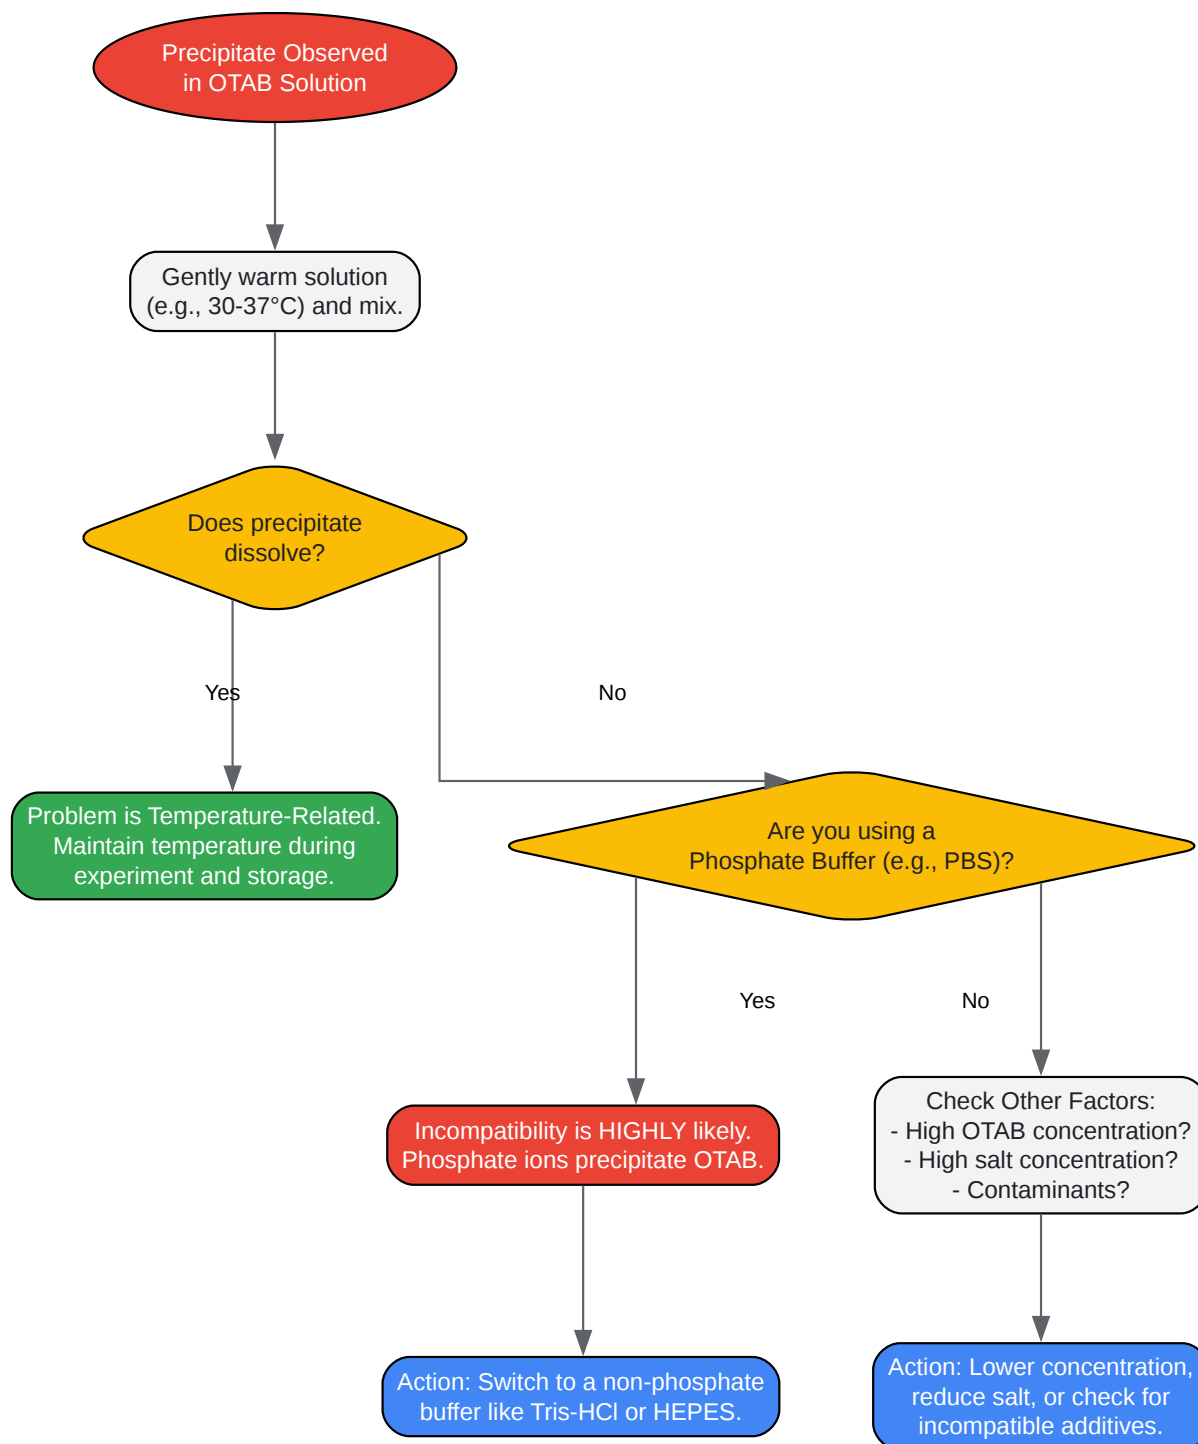 Precipitate Observed
in OTAB Solution
Gently warm solution
(e.g., 30-37°C) and mix.
Does precipitate
dissolve?
Yes
No
Problem is Temperature-Related.
Maintain temperature during
experiment and storage.
Are you using a
Phosphate Buffer (e.g., PBS)?
Yes
No
Incompatibility is HIGHLY likely.
Phosphate ions precipitate OTAB.
Check Other Factors:
- High OTAB concentration?
- High salt concentration?
- Contaminants?
Action: Switch to a non-phosphate
buffer like Tris-HCl or HEPES.
Action: Lower concentration,
reduce salt, or check for
incompatible additives.